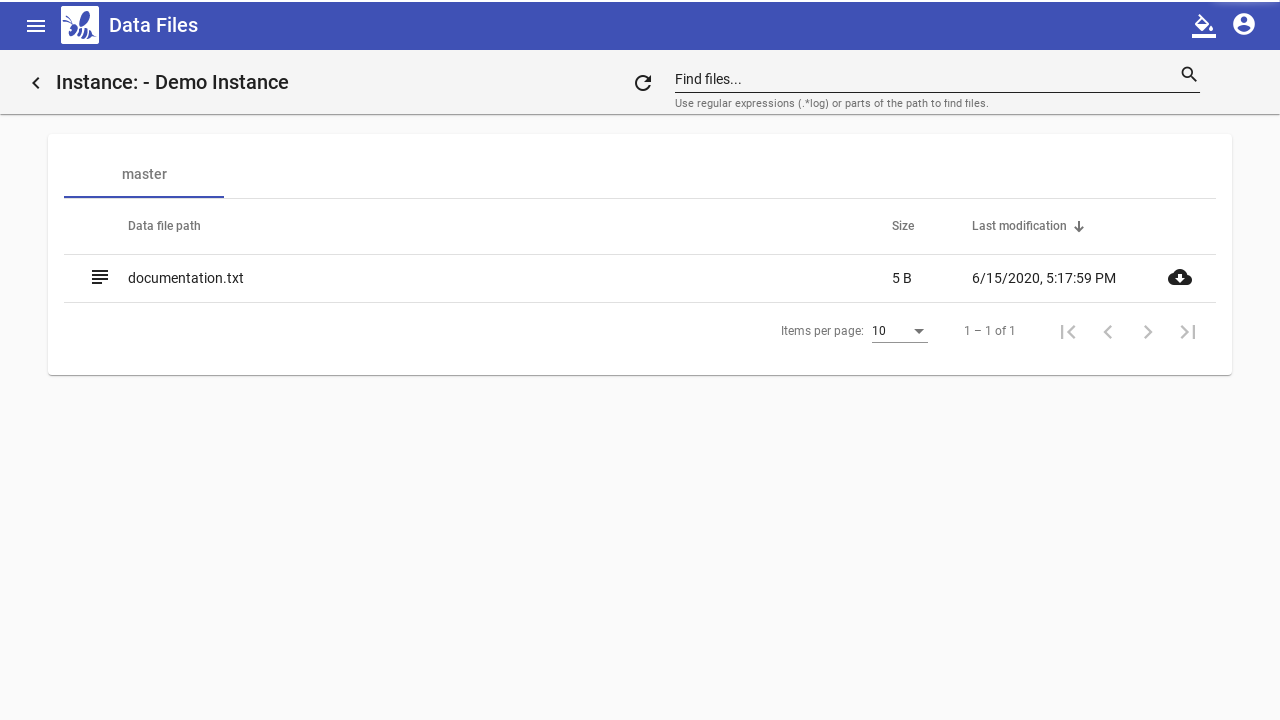 Data Files
Instance: - Demo Instance
Find files...
Use regular expressions (.*log) or parts of the path to find files.
master
Data file path Size Last modification
documentation.txt 5 B 6/15/2020, 5:17:59 PM
Items per page: 10 1 – 1 of 1